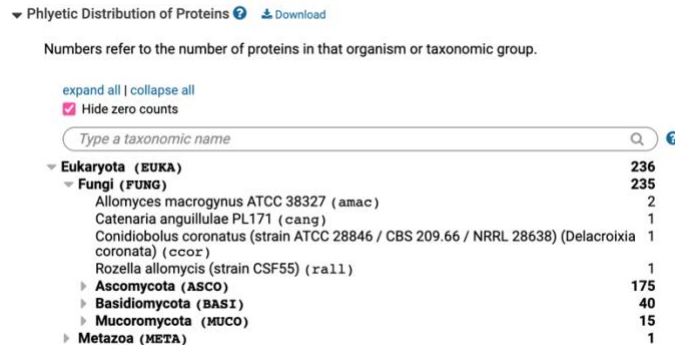 Phlyetic Distribution of Proteins ? Download
Numbers refer to the number of proteins in that organism or taxonomic group.
expand all | collapse all
Hide zero counts
Type a taxonomic name ?
Eukaryota (EUKA) 236
Fungi (FUNG) 235
Allomyces macrogynus ATCC 38327 (amac) 2
Catenaria anguillulae PL171 (cang) 1
Conidiobolus coronatus (strain ATCC 28846 / CBS 209.66 / NRRL 28638) (Delacroixia 1
coronata) (ccor)
Rozella allomycis (strain CSF55) (rall) 1
Ascomycota (ASCO) 175
Basidiomycota (BASI) 40
Mucoromycota (MUCO) 15
Metazoa (META) 1